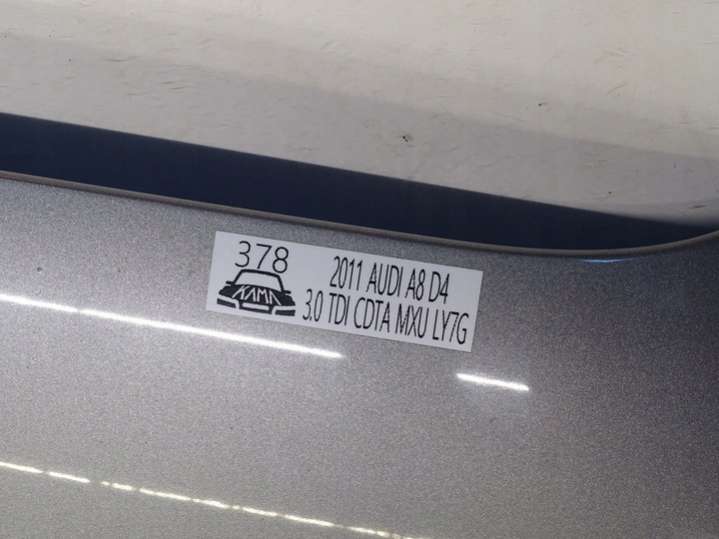 378
KAMA
2011 AUDI A8 D4
3.0 TDI CDTA MXU LY7G